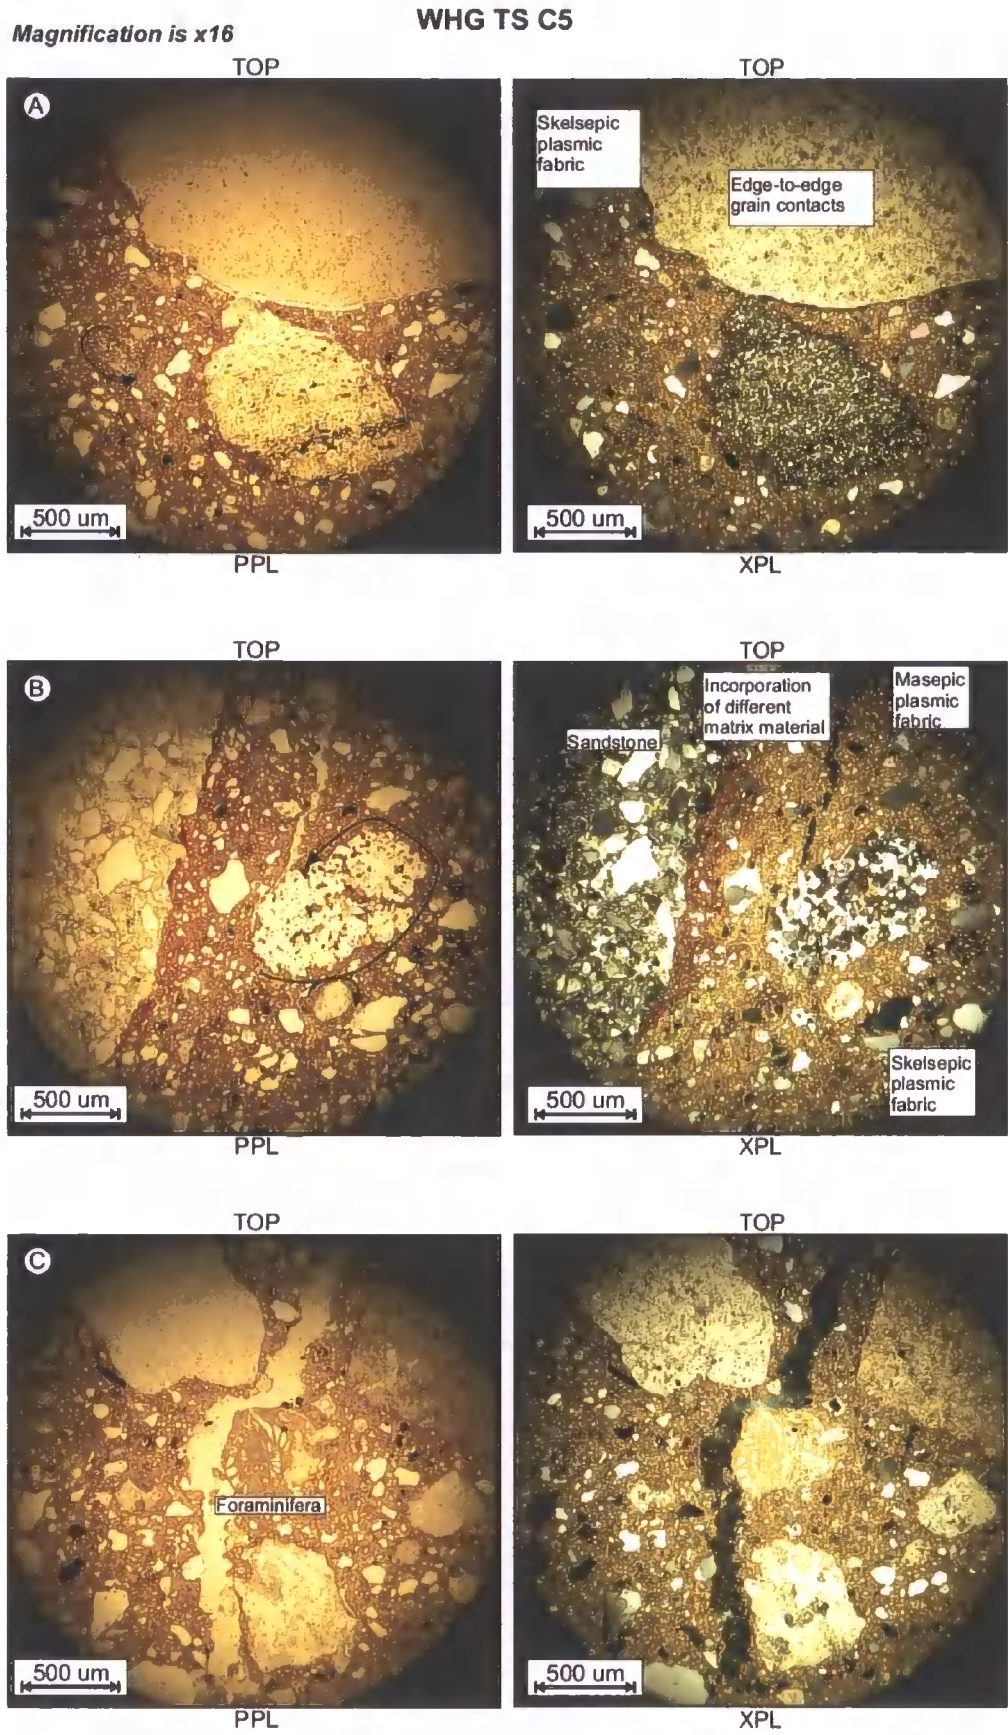 WHG TS C5
Magnification is x16
TOP
TOP
A
Skelsepic
plasmic
fabric
Edge-to-edge
grain contacts
500 um
500 um
PPL
XPL
TOP
TOP
B
Sandstone
Incorporation
of different
matrix material
Masepic
plasmic
fabric
Skelsepic
plasmic
fabric
500 um
500 um
PPL
XPL
TOP
TOP
C
Foraminifera
500 um
500 um
PPL
XPL